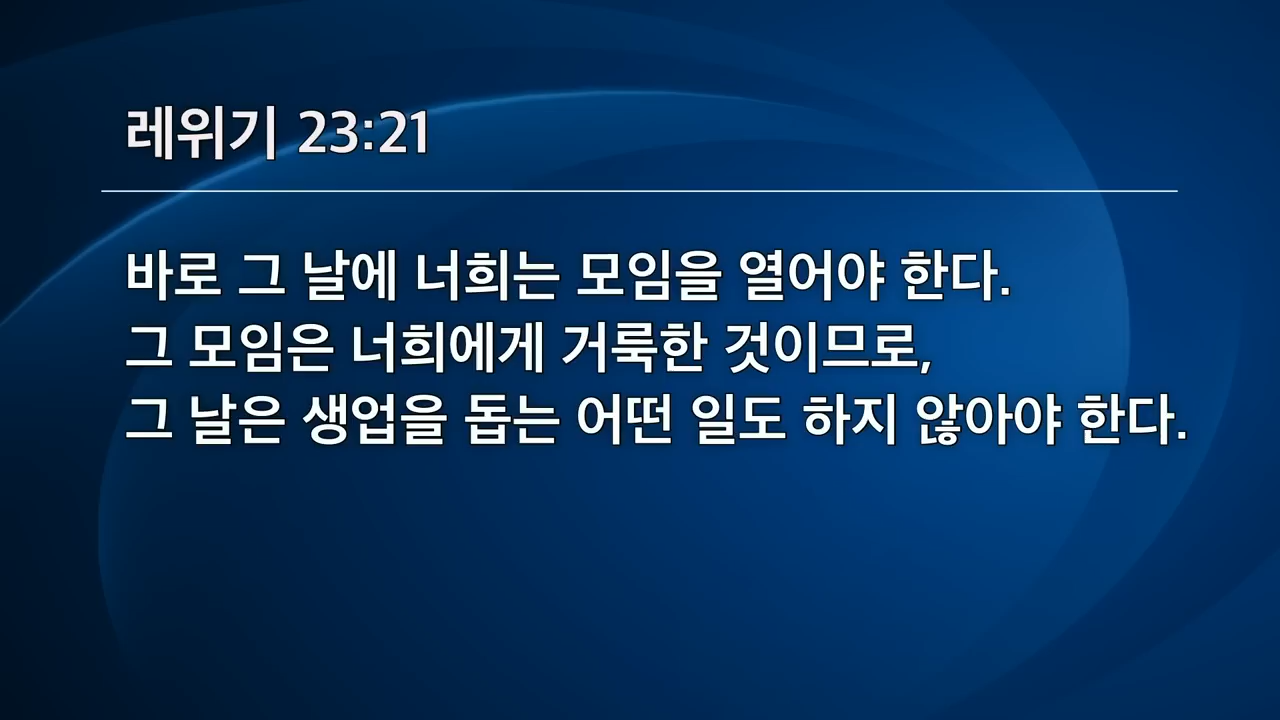 레위기 23:21
바로 그 날에 너희는 모임을 열어야 한다.
그 모임은 너희에게 거룩한 것이므로,
그 날은 생업을 돕는 어떤 일도 하지 않아야 한다.